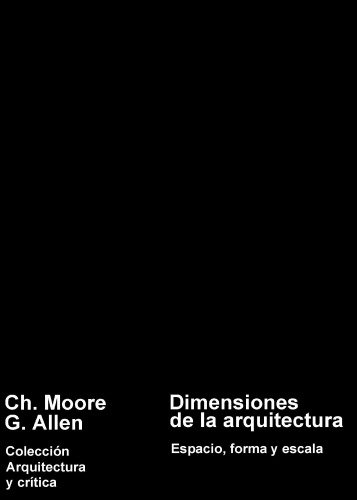 Ch. Moore
G. Allen
Colección
Arquitectura
y crítica
Dimensiones
de la arquitectura
Espacio, forma y escala